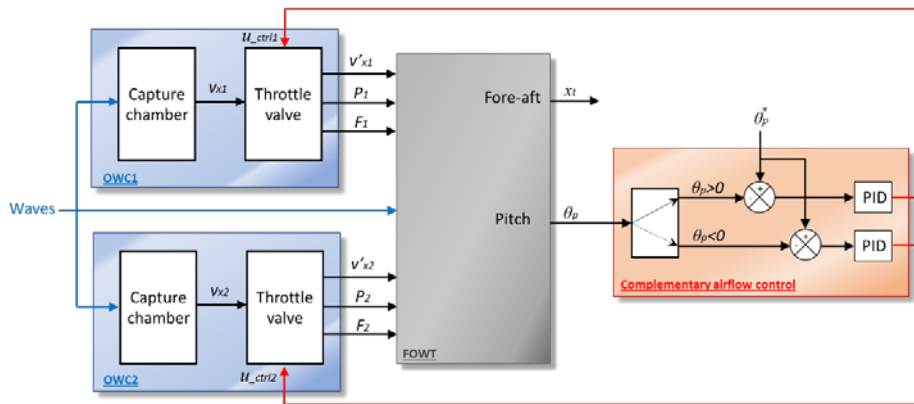 u_ctrl1
Capture
chamber
vx1
Throttle
valve
v'x1
P1
F1
OWC1
Waves
Capture
chamber
vx2
Throttle
valve
v'x2
P2
F2
OWC2
u_ctrl2
Fore-aft
xt
Pitch
θp
FOWT
θp*
θp>0
+
-
PID
θp<0
+
-
PID
Complementary airflow control